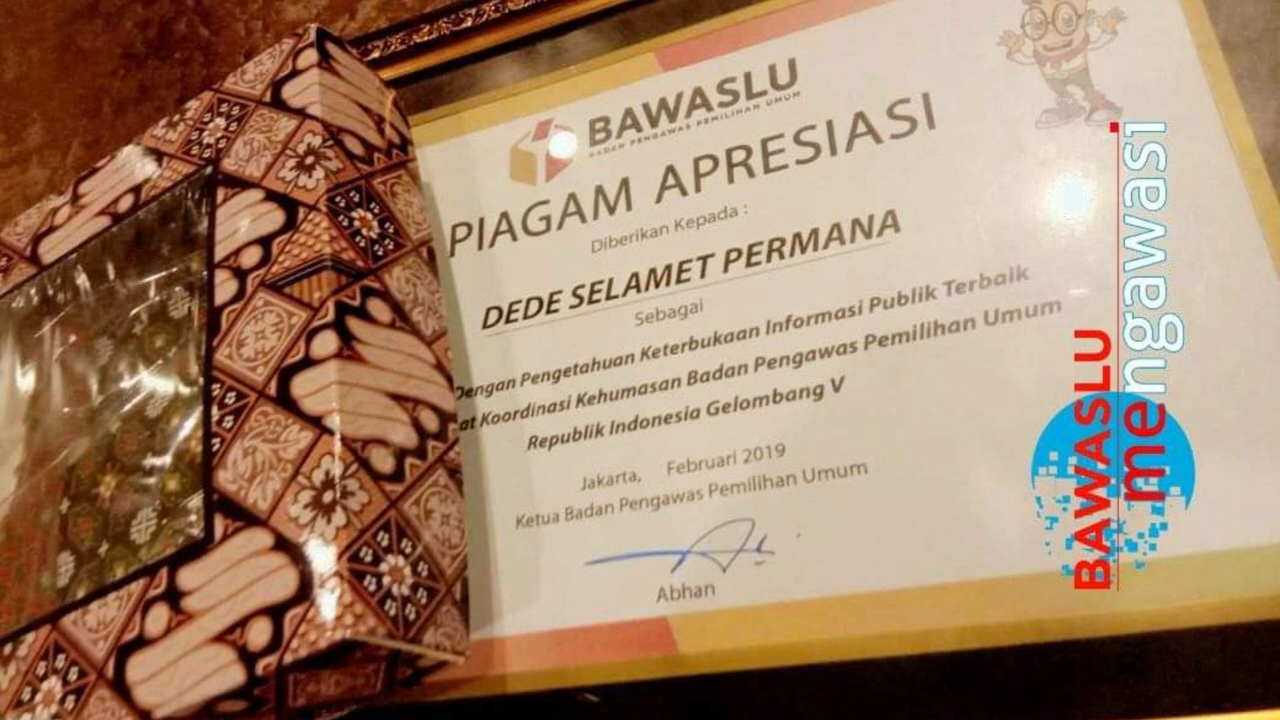 BAWASLU
BADAN PENGAWAS PEMILIHAN UMUM
PIAGAM APRESIASI
Diberikan Kepada :
DEDE SELAMET PERMANA
Sebagai
Dengan Pengetahuan Keterbukaan Informasi Publik Terbaik
Koordinasi Kehumasan Badan Pengawas Pemilihan Umum
Republik Indonesia Gelombang V
Jakarta, Februari 2019
Ketua Badan Pengawas Pemilihan Umum
Abhan
BAWASLU
mengawasi